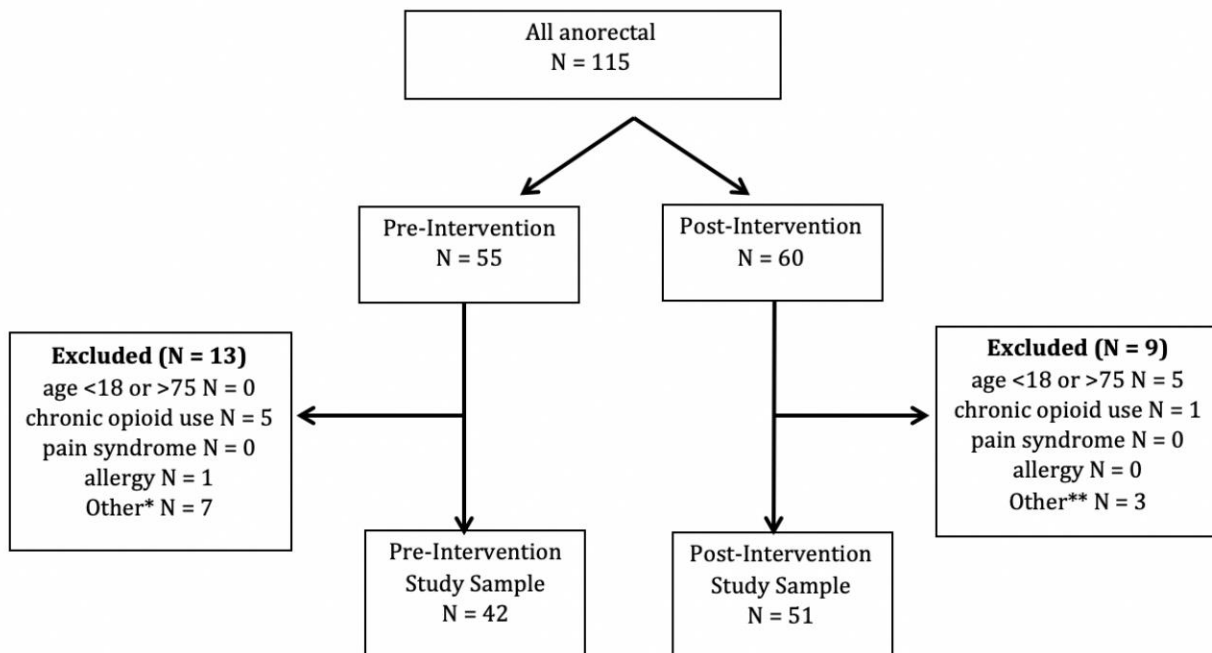 All anorectal
N = 115
Pre-Intervention
N = 55
Post-Intervention
N = 60
Excluded (N = 13)
age <18 or >75 N = 0
chronic opioid use N = 5
pain syndrome N = 0
allergy N = 1
Other* N = 7
Excluded (N = 9)
age <18 or >75 N = 5
chronic opioid use N = 1
pain syndrome N = 0
allergy N = 0
Other** N = 3
Pre-Intervention
Study Sample
N = 42
Post-Intervention
Study Sample
N = 51